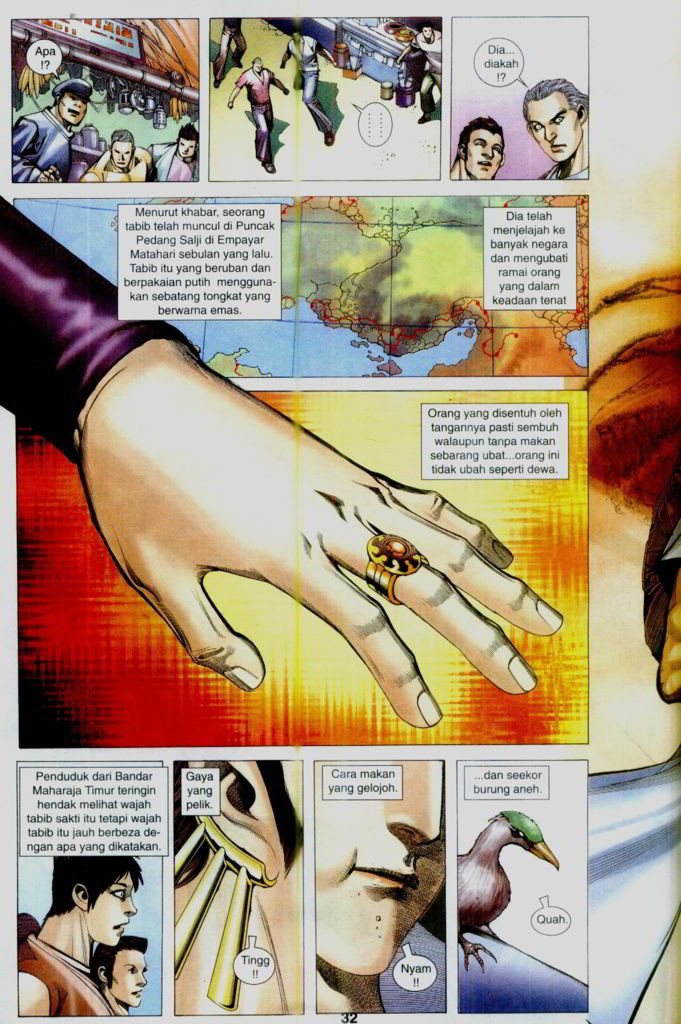 Apa
!?
Dia...
diakah
!?
Menurut khabar, seorang
tabib telah muncul di Puncak
Pedang Salji di Empayar
Matahari sebulan yang lalu.
Tabib itu yang beruban dan
berpakaian putih mengguna-
kan sebatang tongkat yang
berwarna emas.
Dia telah
menjelajah ke
banyak negara
dan mengubati
ramai orang
yang dalam
keadaan tenat
Orang yang disentuh oleh
tangannya pasti sembuh
walaupun tanpa makan
sebarang ubat...orang ini
tidak ubah seperti dewa.
Penduduk dari Bandar
Maharaja Timur teringin
hendak melihat wajah
tabib sakti itu tetapi wajah
tabib itu jauh berbeza de-
ngan apa yang dikatakan.
Gaya
yang
pelik.
Tingg
!!
Cara makan
yang gelojoh.
Nyam
!!
...dan seekor
burung aneh.
Quah.
32